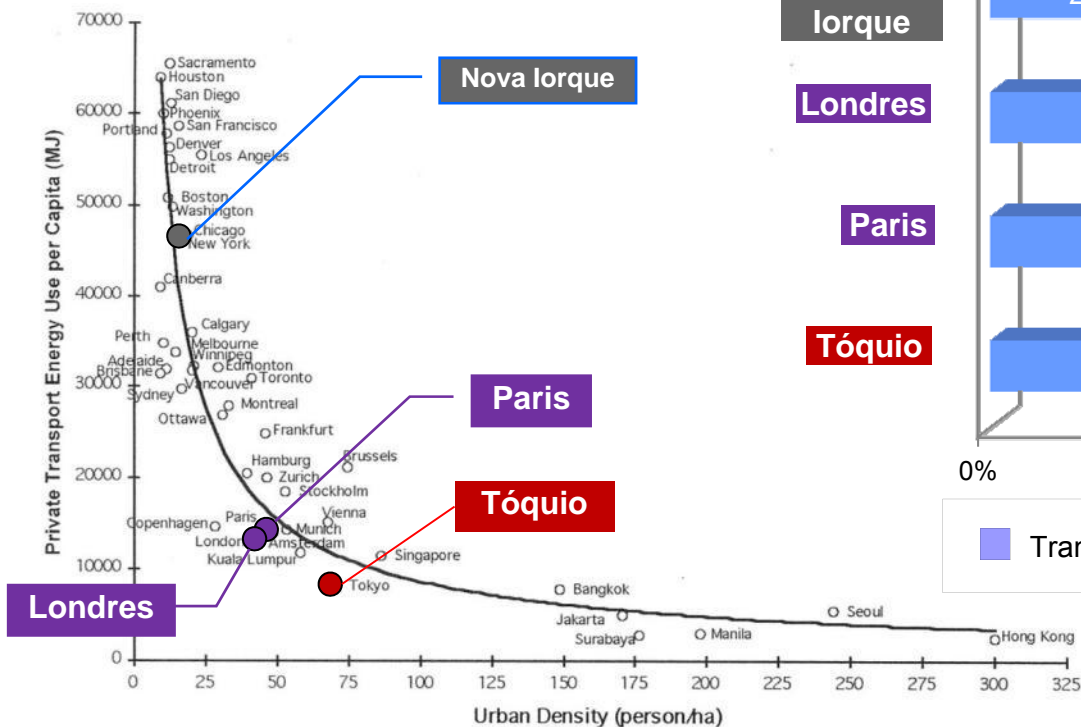 70000
60000
50000
40000
30000
20000
10000
0
Private Transport Energy Use per Capita (MJ)
Sacramento
Houston
San Diego
Phoenix
Portland
San Francisco
Denver
Los Angeles
Detroit
Boston
Washington
Chicago
New York
Canberra
Calgary
Perth
Melbourne
Adelaide
Winnipeg
Brisbane
Edmonton
Toronto
Sydney
Vancouver
Ottawa
Montreal
Frankfurt
Hamburg
Brussels
Zurich
Stockholm
Copenhagen
Paris
Vienna
Munich
London
Amsterdam
Kuala Lumpur
Singapore
Tokyo
Bangkok
Jakarta
Surabaya
Manila
Seoul
Hong Kong
0 25 50 75 100 125 150 175 200 225 250 275 300 325
Urban Density (person/ha)
Nova Iorque
Paris
Tóquio
Londres
Iorque
Londres
Paris
Tóquio
0%
Tran